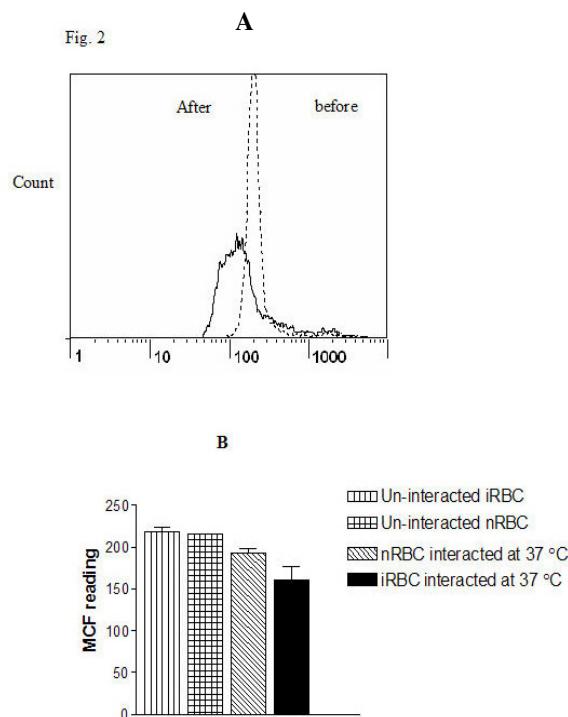 Fig. 2
A
After before
Count
1 10 100 1000
B
MCF reading
250
200
150
100
50
0
Un-interacted iRBC
Un-interacted nRBC
nRBC interacted at 37 °C
iRBC interacted at 37 °C